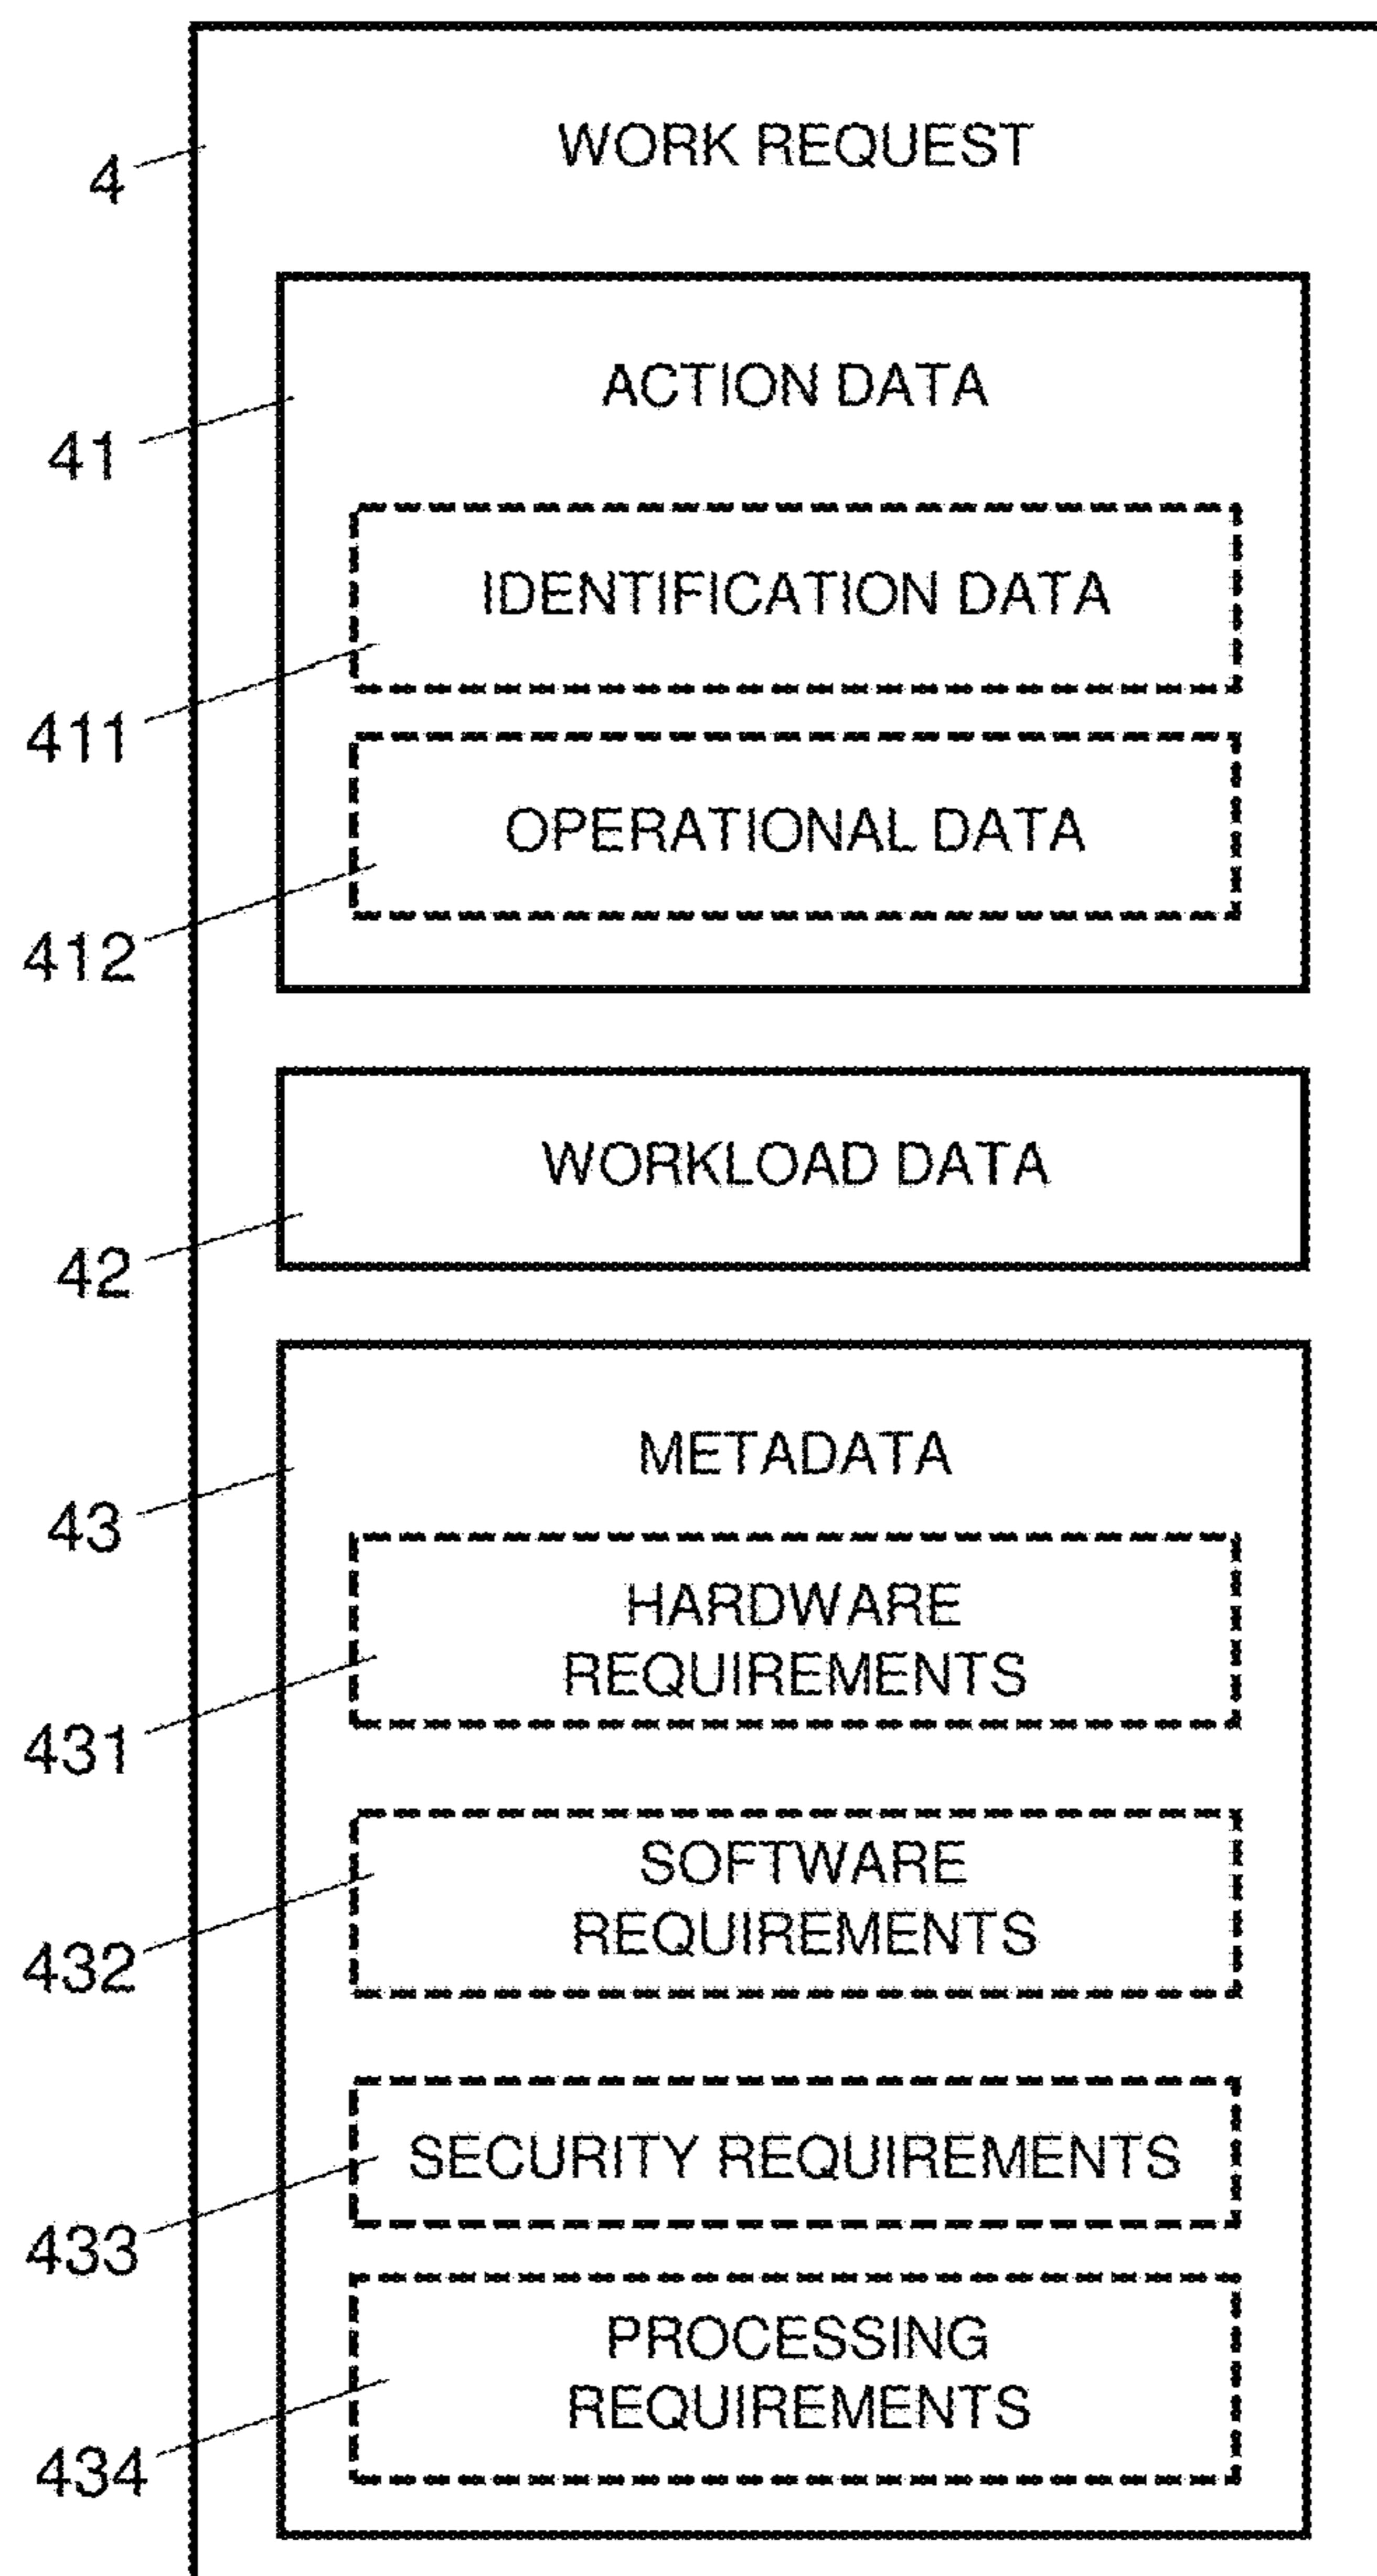 WORK REQUEST
4
ACTION DATA
41
IDENTIFICATION DATA
411
OPERATIONAL DATA
412
WORKLOAD DATA
42
METADATA
43
HARDWARE
REQUIREMENTS
431
SOFTWARE
REQUIREMENTS
432
SECURITY REQUIREMENTS
433
PROCESSING
REQUIREMENTS
434